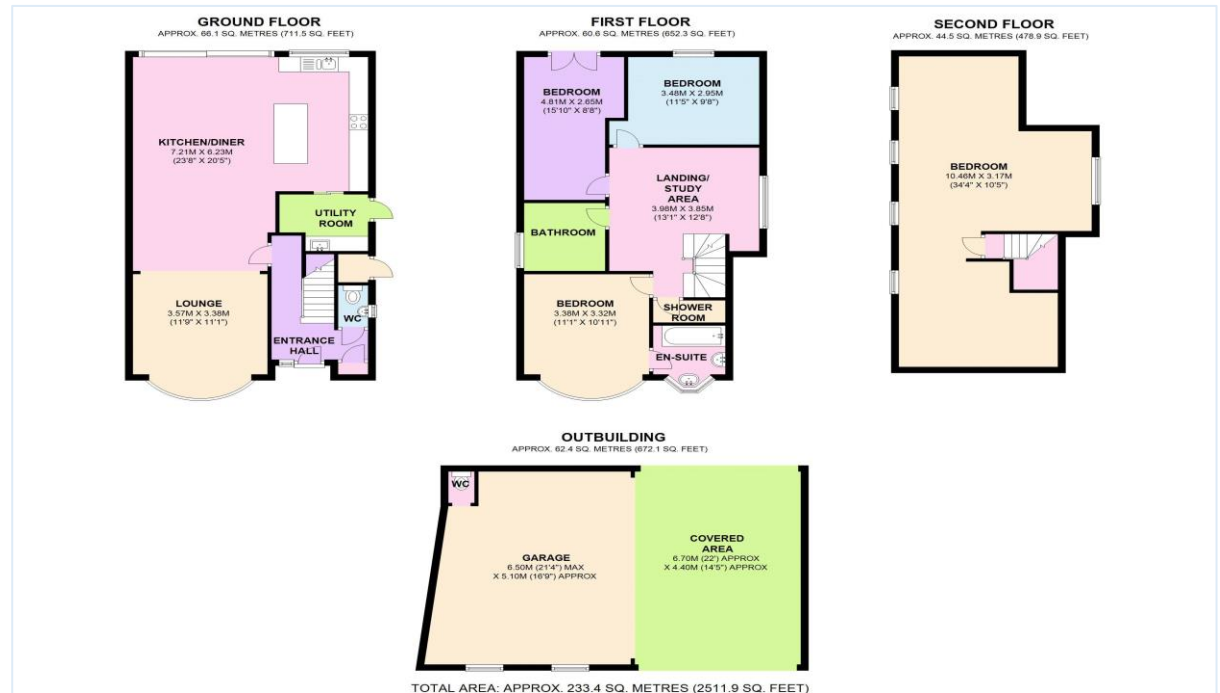 GROUND FLOOR
APPROX. 66.1 SQ. METRES (711.5 SQ. FEET)
KITCHEN/DINER
7.21M X 6.23M
(23'8" X 20'5")
UTILITY
ROOM
LOUNGE
3.57M X 3.38M
(11'9" X 11'1")
WC
ENTRANCE
HALL
FIRST FLOOR
APPROX. 60.6 SQ. METRES (652.3 SQ. FEET)
BEDROOM
4.81M X 2.65M
(15'10" X 8'8")
BEDROOM
3.48M X 2.95M
(11'5" X 9'8")
LANDING/
STUDY
AREA
3.98M X 3.85M
(13'1" X 12'8")
BATHROOM
BEDROOM
3.38M X 3.32M
(11'1" X 10'11")
SHOWER
ROOM
EN-SUITE
SECOND FLOOR
APPROX. 44.5 SQ. METRES (478.9 SQ. FEET)
BEDROOM
10.46M X 3.17M
(34'4" X 10'5")
OUTBUILDING
APPROX. 62.4 SQ. METRES (672.1 SQ. FEET)
WC
GARAGE
6.50M (21'4") MAX
X 5.10M (16'9") APPROX
COVERED
AREA
6.70M (22') APPROX
X 4.40M (14'5") APPROX
TOTAL AREA: APPROX. 233.4 SQ. METRES (2511.9 SQ. FEET)